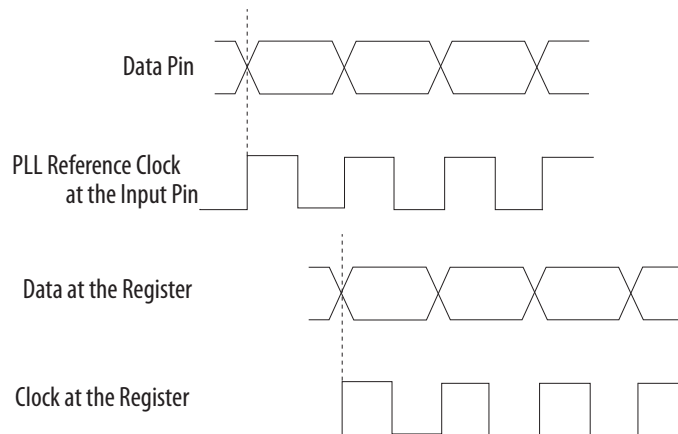 Data Pin
PLL Reference Clock
at the Input Pin
Data at the Register
Clock at the Register